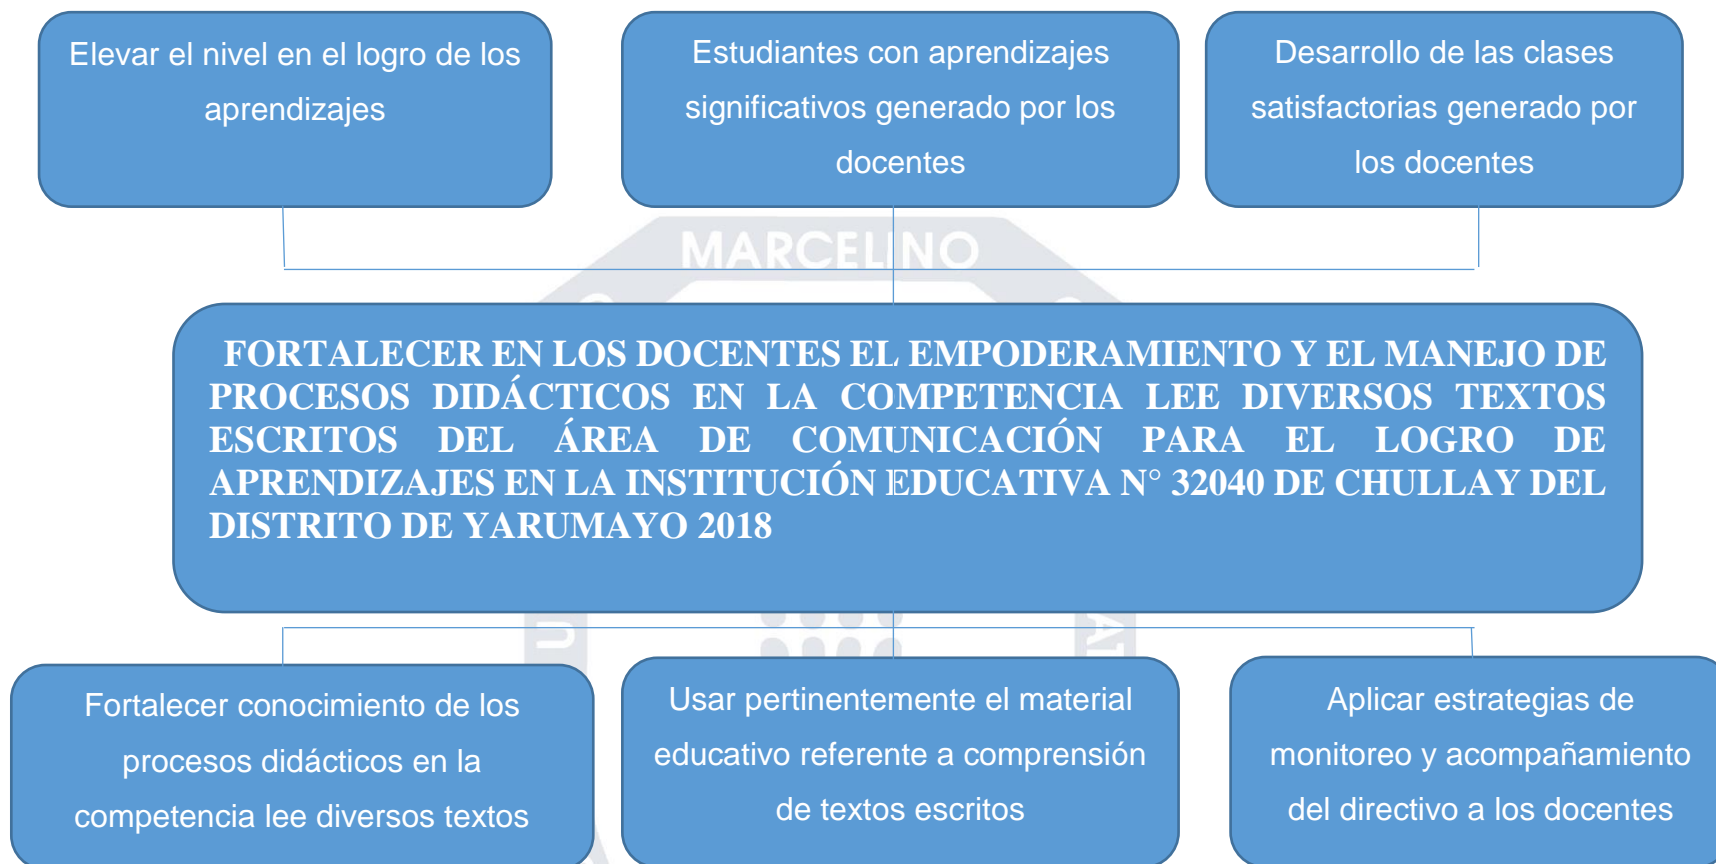 Elevar el nivel en el logro de los
aprendizajes
Estudiantes con aprendizajes
significativos generado por los
docentes
Desarrollo de las clases
satisfactorias generado por
los docentes
MARCELINO
FORTALECER EN LOS DOCENTES EL EMPODERAMIENTO Y EL MANEJO DE
PROCESOS DIDÁCTICOS EN LA COMPETENCIA LEE DIVERSOS TEXTOS
ESCRITOS DEL ÁREA DE COMUNICACIÓN PARA EL LOGRO DE
APRENDIZAJES EN LA INSTITUCIÓN EDUCATIVA N° 32040 DE CHULLAY DEL
DISTRITO DE YARUMAYO 2018
Fortalecer conocimiento de los
procesos didácticos en la
competencia lee diversos textos
Usar pertinentemente el material
educativo referente a comprensión
de textos escritos
Aplicar estrategias de
monitoreo y acompañamiento
del directivo a los docentes